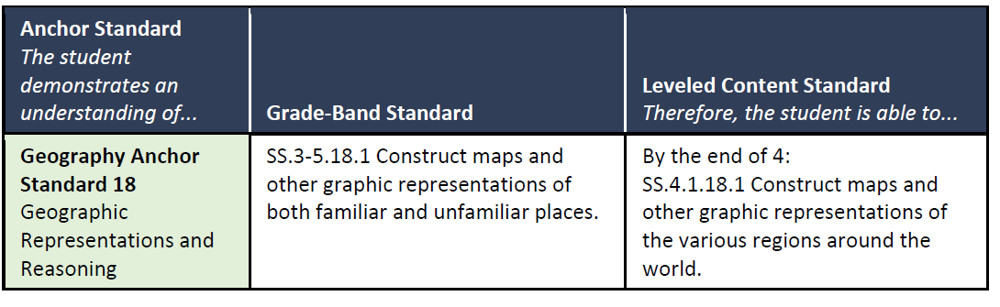 Anchor Standard
The student
demonstrates an
understanding of...
Grade-Band Standard
Leveled Content Standard
Therefore, the student is able to...
Geography Anchor
Standard 18
Geographic
Representations and
Reasoning
SS.3-5.18.1 Construct maps and
other graphic representations of
both familiar and unfamiliar places.
By the end of 4:
SS.4.1.18.1 Construct maps and
other graphic representations of
the various regions around the
world.